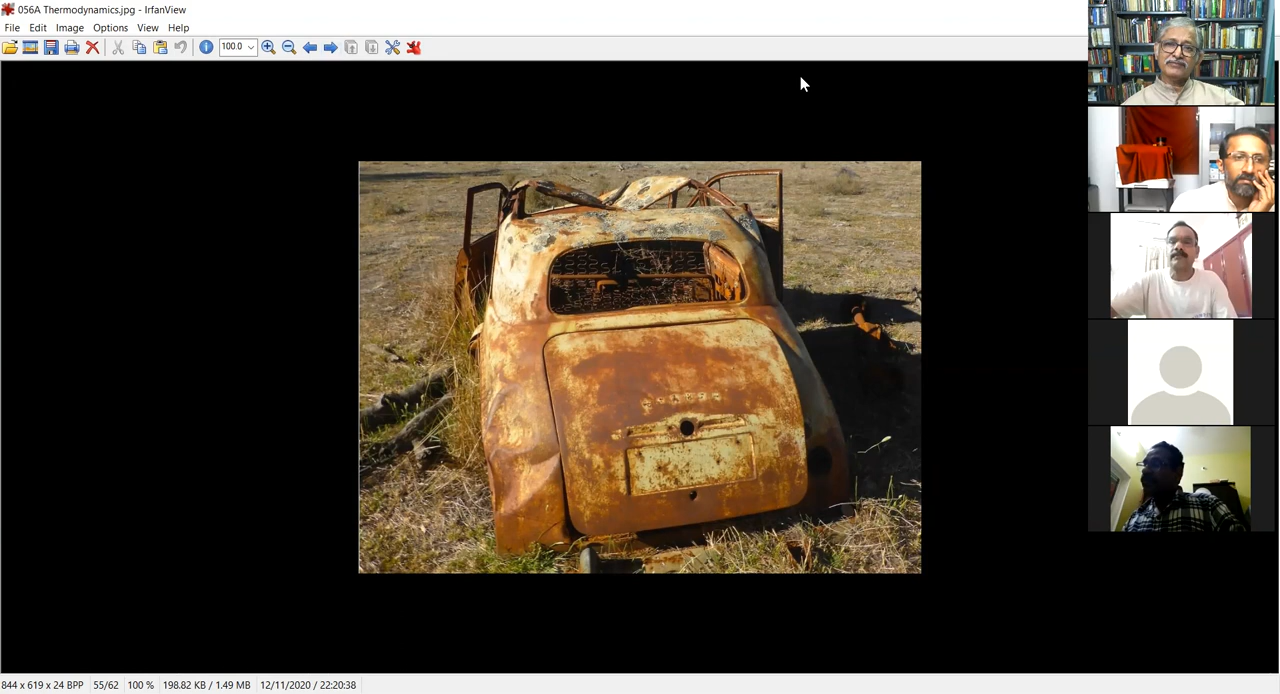 056A Thermodynamics.jpg - IrfanView
File Edit Image Options View Help
100.0
844 x 619 x 24 BPP 55/62 100 % 198.82 KB / 1.49 MB 12/11/2020 / 22:20:38